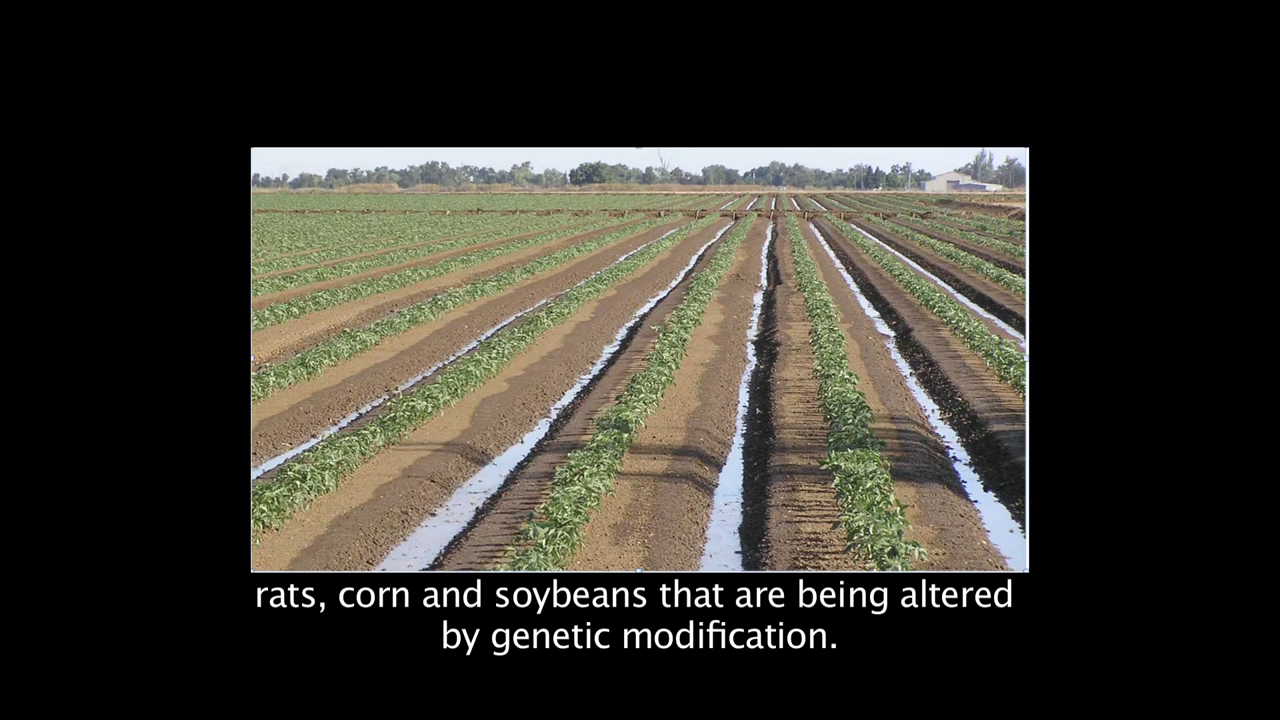 rats, corn and soybeans that are being altered
by genetic modification.